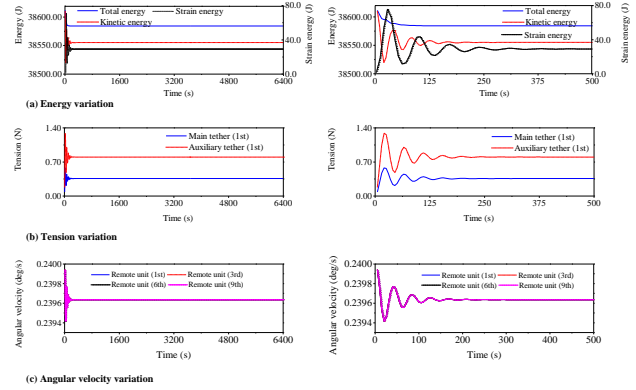 Energy (J)
38600
38550
38500
Total energy
Strain energy
Kinetic energy
80.0
40.0
0.0
Strain energy (J)
0
1600
3200
4800
6400
Time (s)
Energy (J)
38600
38550
38500
Total energy
Kinetic energy
Strain energy
80.0
40.0
0.0
Strain energy (J)
0
125
250
375
500
Time (s)
(a) Energy variation
Tension (N)
1.40
0.70
0.00
Main tether (1st)
Auxiliary tether (1st)
0
1600
3200
4800
6400
Time (s)
Tension (N)
1.40
0.70
0.00
Main tether (1st)
Auxiliary tether (1st)
0
125
250
375
500
Time (s)
(b) Tension variation
Angular velocity (deg/s)
0.2400
0.2398
0.2396
0.2394
Remote unit (1st)
Remote unit (3rd)
Remote unit (6th)
Remote unit (9th)
0
1600
3200
4800
6400
Time (s)
Angular velocity (deg/s)
0.2400
0.2398
0.2396
0.2394
Remote unit (1st)
Remote unit (3rd)
Remote unit (6th)
Remote unit (9th)
0
100
200
300
400
500
Time (s)
(c) Angular velocity variation